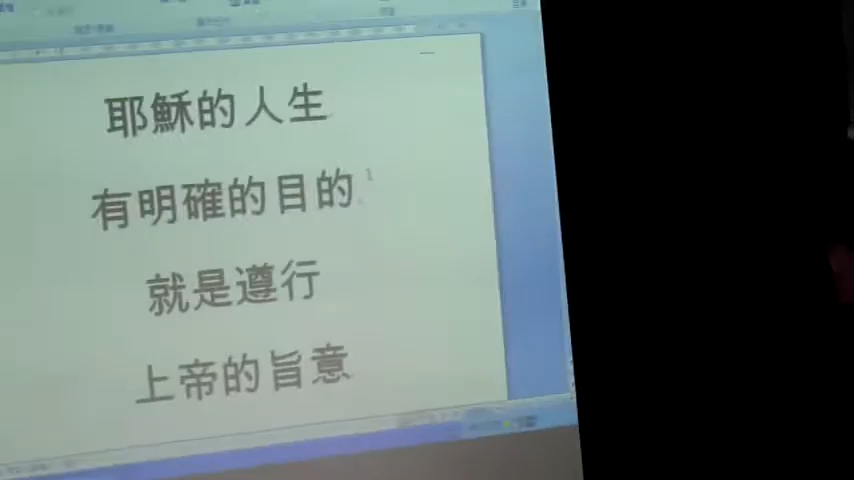 耶穌的人生
有明確的目的
就是遵行
上帝的旨意